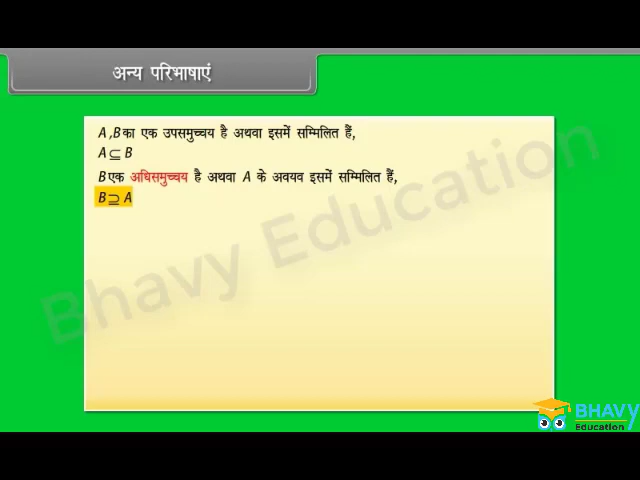 अन्य परिभाषाएं
A ,B का एक उपसमुच्चय है अथवा इसमें सम्मिलित हैं,
A ⊆ B
B एक अधिसमुच्चय है अथवा A के अवयव इसमें सम्मिलित हैं,
B ⊇ A
Bhavy Education
BHAVY
Education